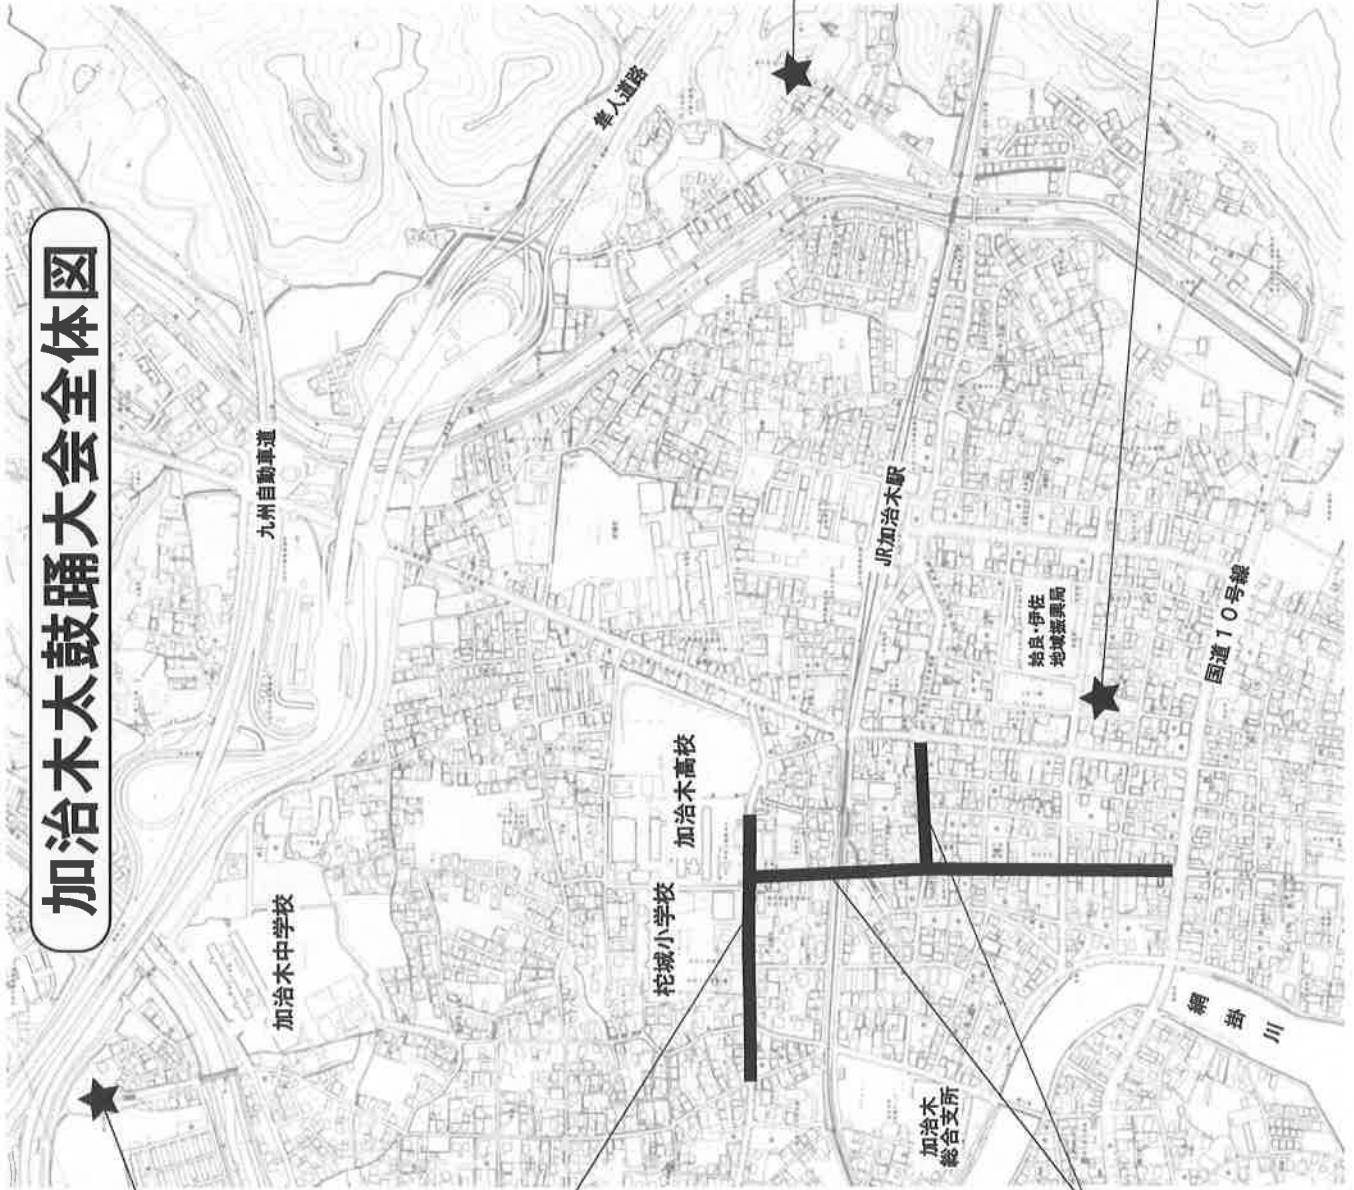 加治木太鼓踊大会全体図
隼人道路
九州自動車道
JR加治木駅
姶良・伊佐
地域振興局
国道10号線
加治木高校
柁城小学校
加治木中学校
加治木
総合支所
網掛川